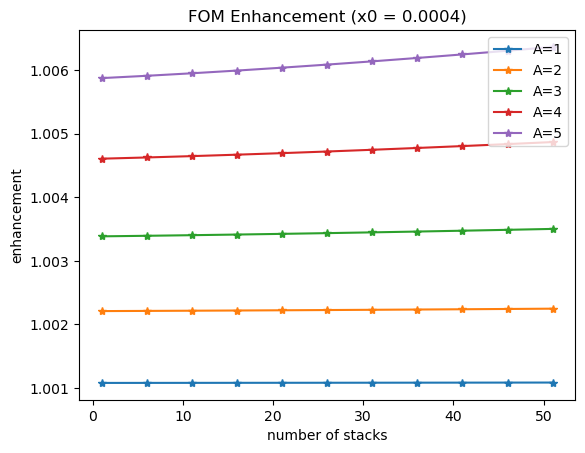 FOM Enhancement (x0 = 0.0004)
A=1
A=2
A=3
A=4
A=5
1.006
1.005
1.004
1.003
1.002
1.001
enhancement
0 10 20 30 40 50
number of stacks